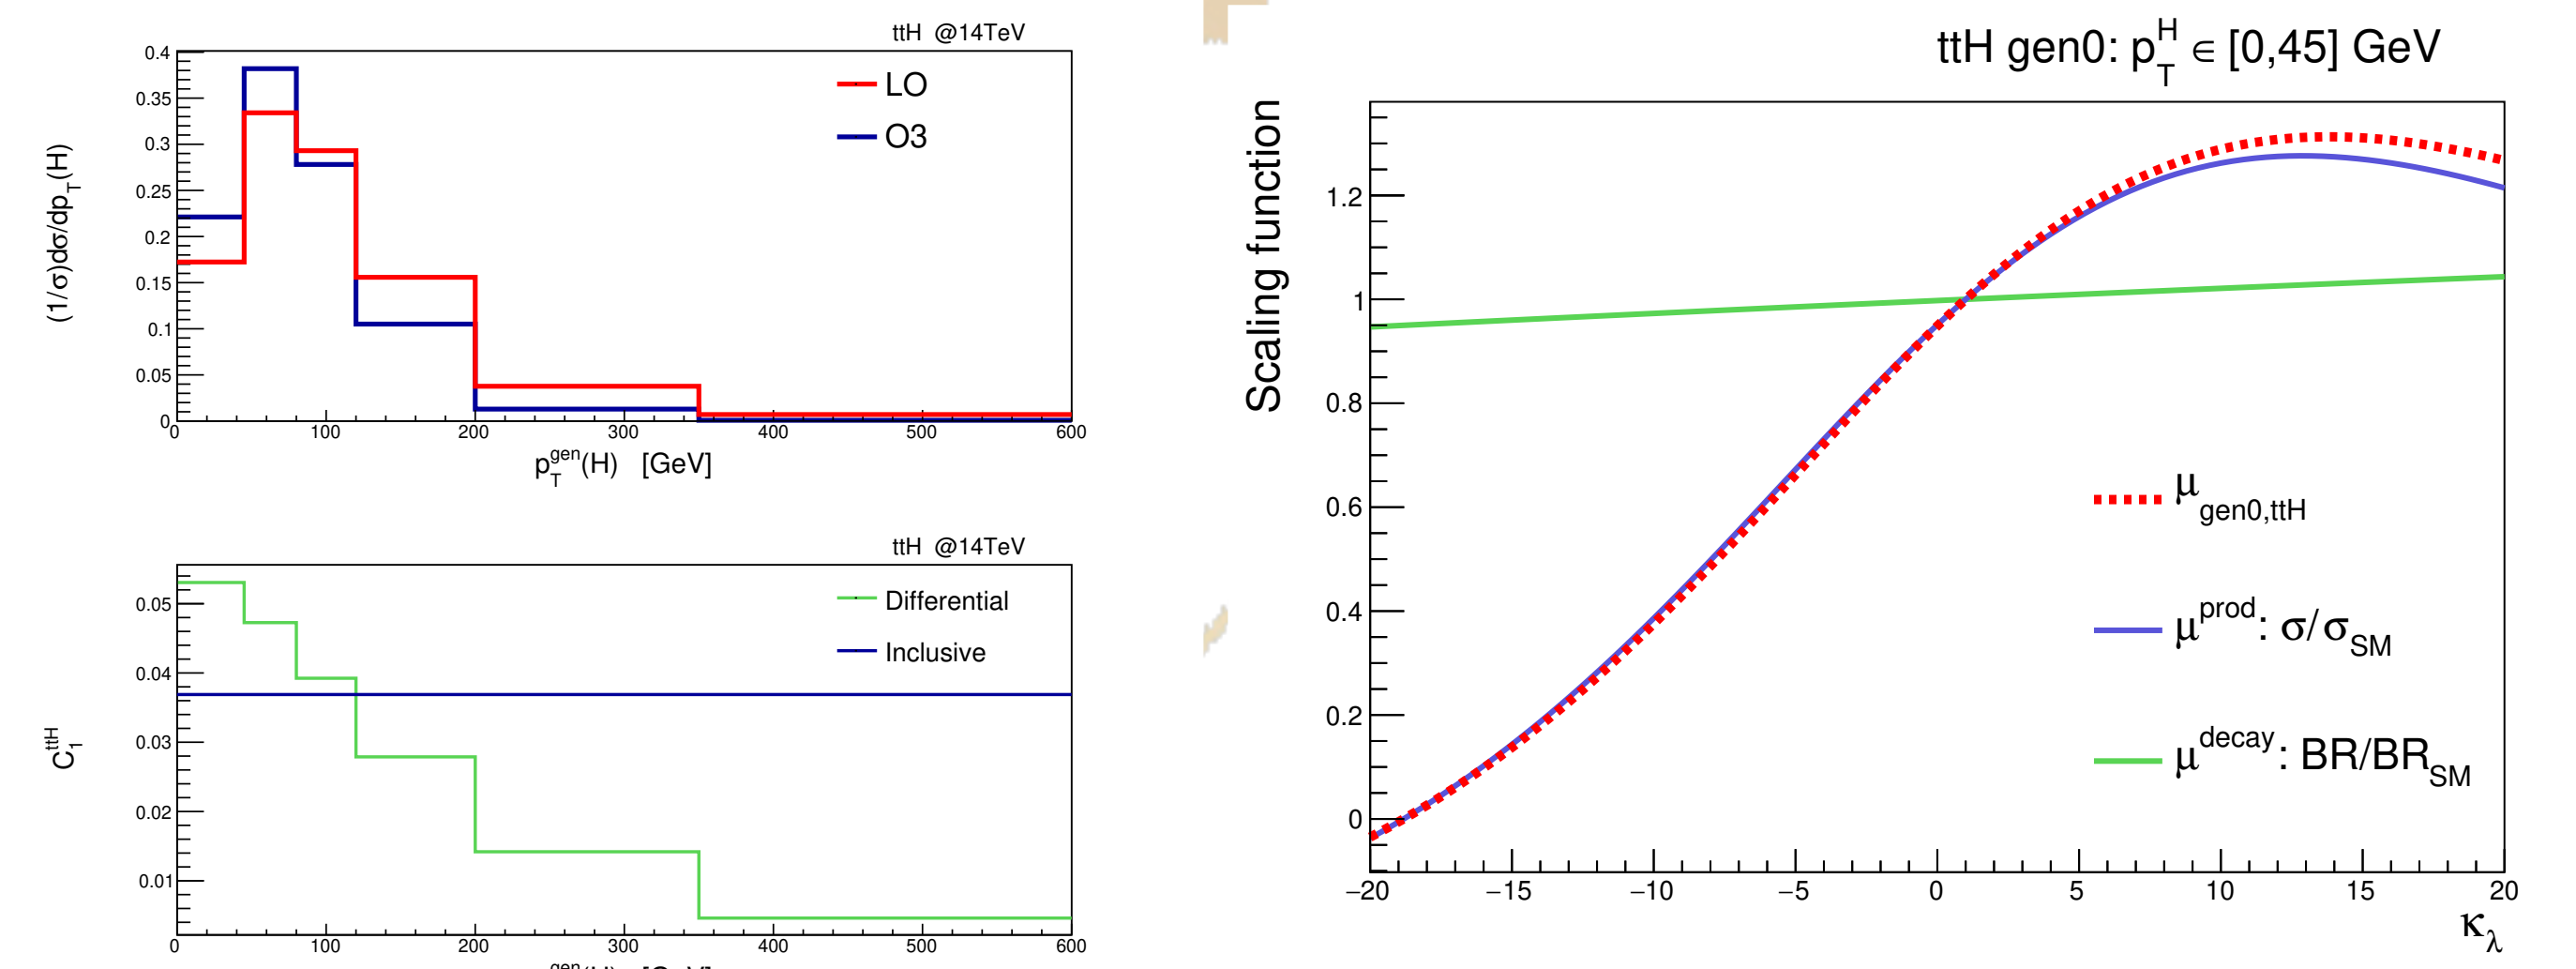 ttH @14TeV
(1/σ)dσ/dp_T(H)
0.4
0.35
0.3
0.25
0.2
0.15
0.1
0.05
0
LO
O3
0 100 200 300 400 500 600
p_T^gen(H) [GeV]
ttH @14TeV
C_1^ttH
0.05
0.04
0.03
0.02
0.01
Differential
Inclusive
0 100 200 300 400 500 600
ttH gen0: p_T^H ∈ [0,45] GeV
Scaling function
1.2
1
0.8
0.6
0.4
0.2
0
μ_gen0,ttH
μ^prod: σ/σ_SM
μ^decay: BR/BR_SM
−20 −15 −10 −5 0 5 10 15 20
κ_λ